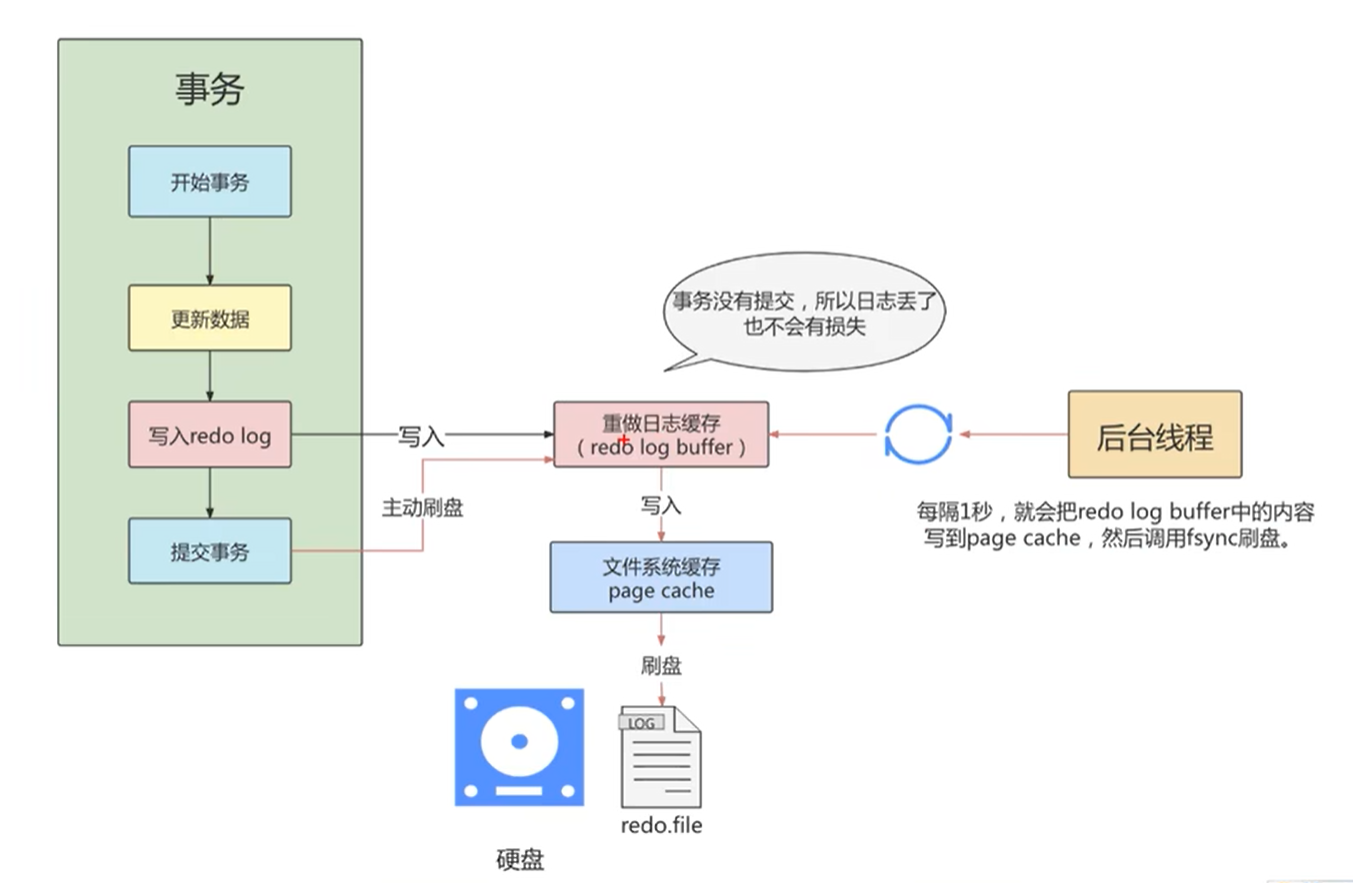 事务
开始事务
更新数据
写入redo log
提交事务
写入
主动刷盘
事务没有提交，所以日志丢了
也不会有损失
重做日志缓存
（redo log buffer）
写入
文件系统缓存
page cache
刷盘
LOG
redo.file
硬盘
后台线程
每隔1秒，就会把redo log buffer中的内容
写到page cache，然后调用fsync刷盘。